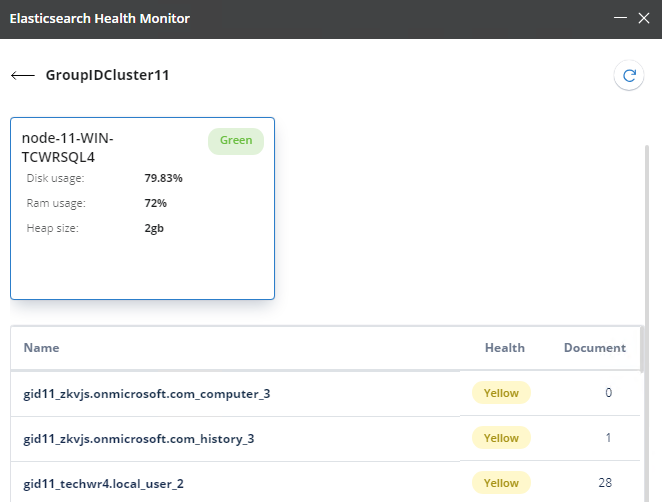 Elasticsearch Health Monitor
GroupIDCluster11
node-11-WIN-
TCWRSQL4
Green
Disk usage: 79.83%
Ram usage: 72%
Heap size: 2gb
Name Health Document
gid11_zkvjs.onmicrosoft.com_computer_3 Yellow 0
gid11_zkvjs.onmicrosoft.com_history_3 Yellow 1
gid11_techwr4.local_user_2 Yellow 28